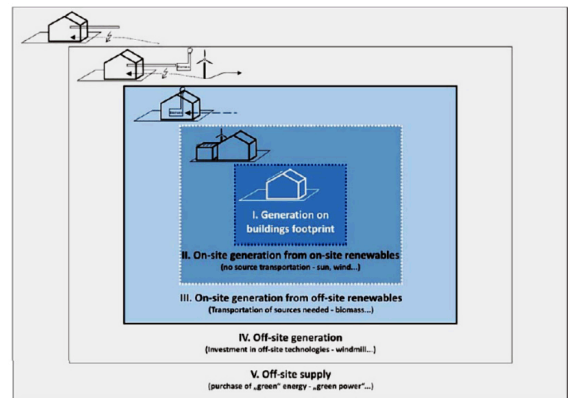 I. Generation on
buildings footprint
II. On-site generation from on-site renewables
(no source transportation - sun, wind...)
III. On-site generation from off-site renewables
(Transportation of sources needed - biomass...)
IV. Off-site generation
(Investment in off-site technologies - windmill...)
V. Off-site supply
(purchase of „green" energy - „green power"...)